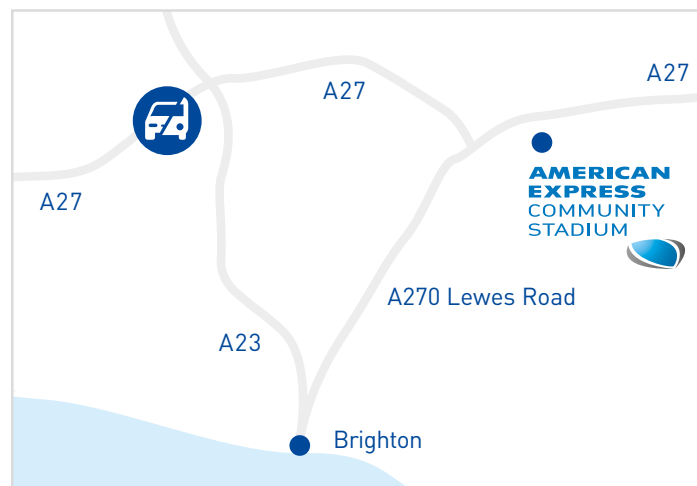 A27
A27
A27
AMERICAN
EXPRESS
COMMUNITY
STADIUM
A270 Lewes Road
A23
Brighton